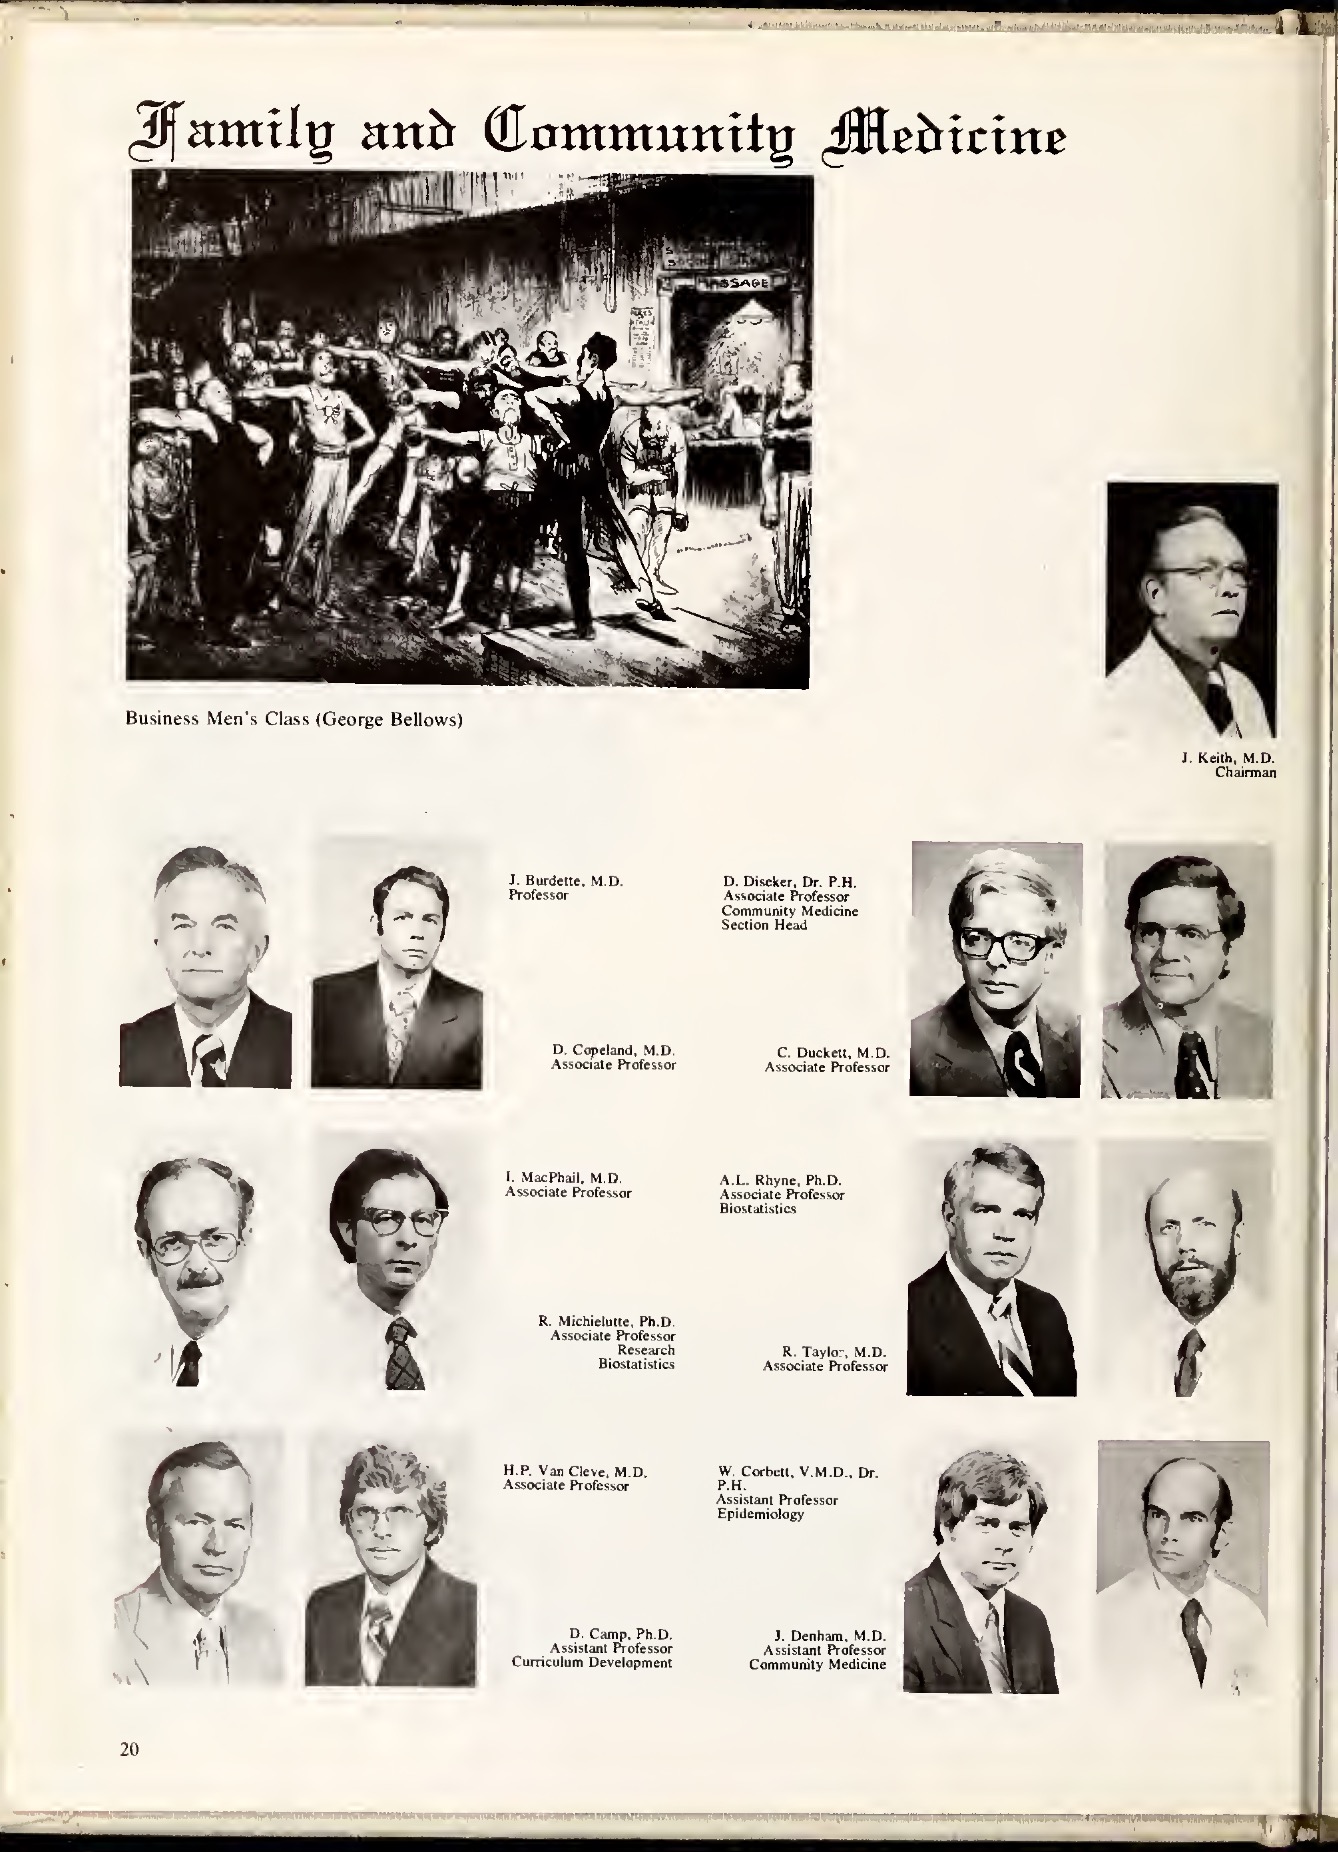 Family and Community Medicine
MASSAGE
Business Men's Class (George Bellows)
J. Keith, M.D.
Chairman
J. Burdette, M.D.
Professor
D. Copeland, M.D.
Associate Professor
D. Discker, Dr. P.H.
Associate Professor
Community Medicine
Section Head
C. Duckett, M.D.
Associate Professor
I. MacPhail, M.D.
Associate Professor
R. Michielutte, Ph.D.
Associate Professor
Research
Biostatistics
A.L. Rhyne, Ph.D.
Associate Professor
Biostatistics
R. Taylor, M.D.
Associate Professor
H.P. Van Cleve, M.D.
Associate Professor
D. Camp, Ph.D.
Assistant Professor
Curriculum Development
W. Corbett, V.M.D., Dr.
P.H.
Assistant Professor
Epidemiology
J. Denham, M.D.
Assistant Professor
Community Medicine
20